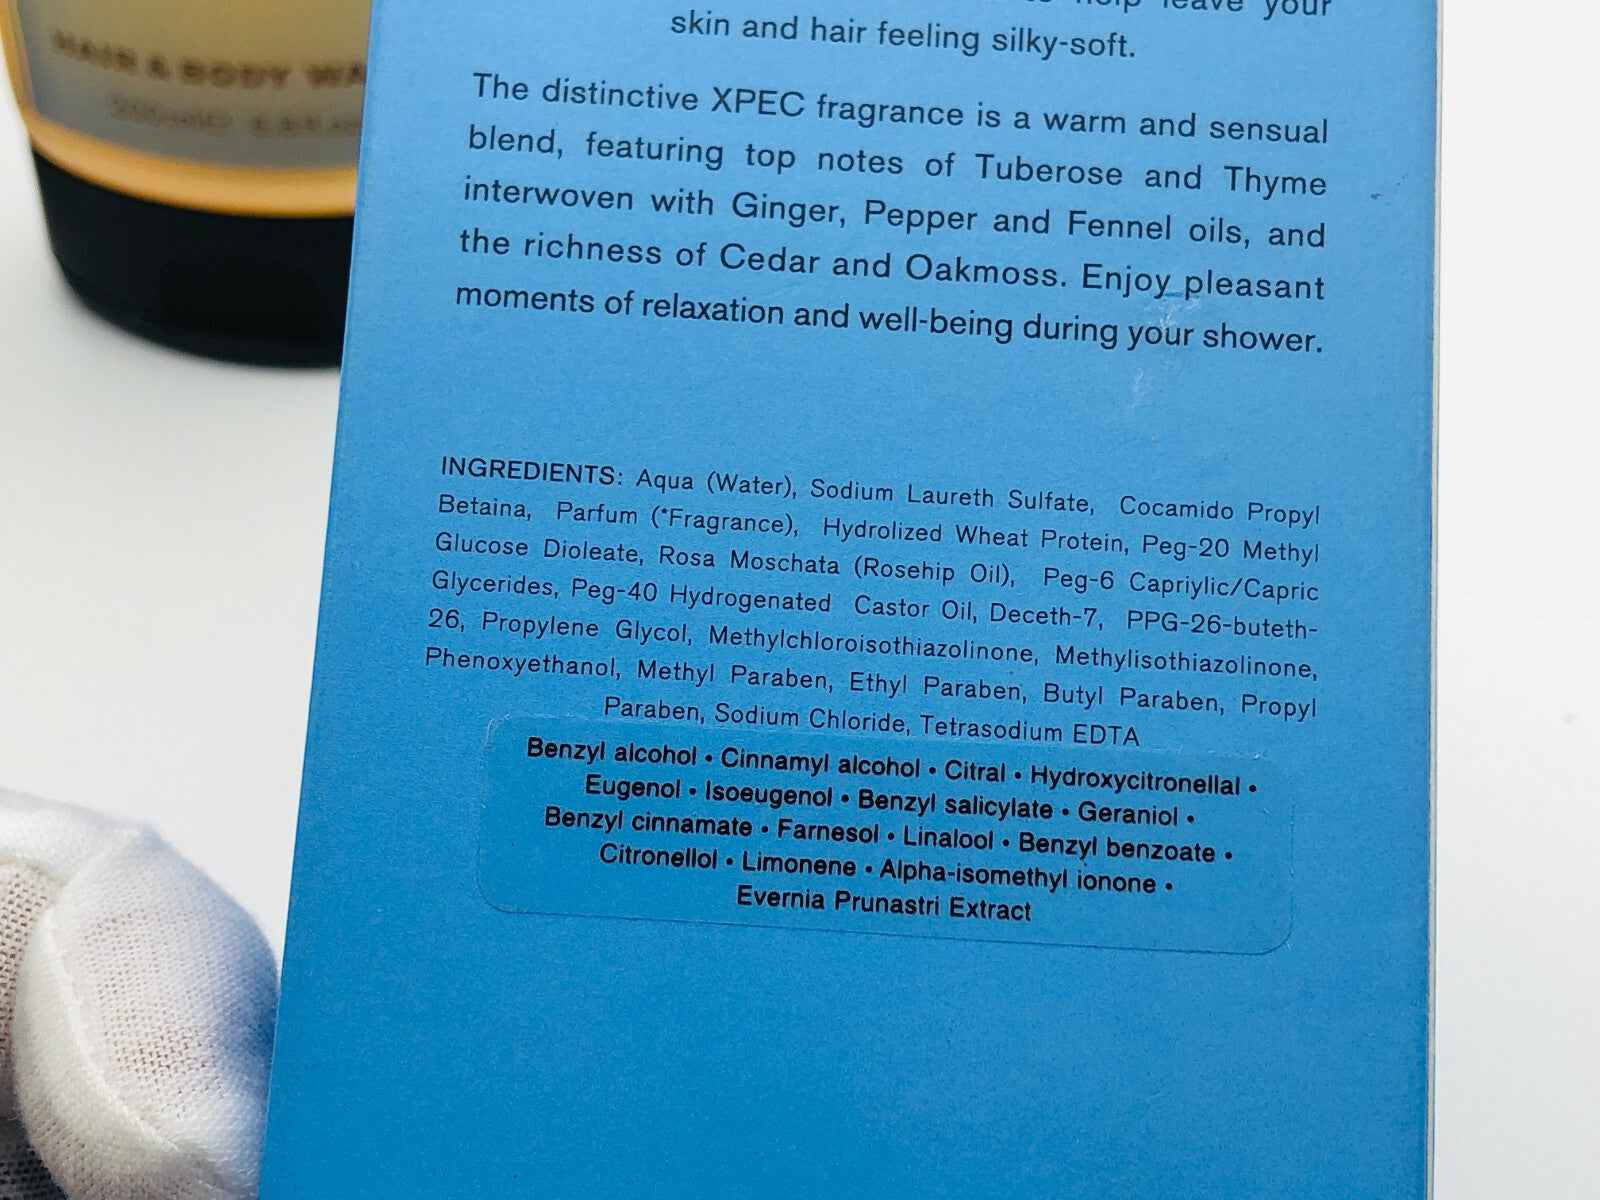 HAIR & BODY WA
help leave your
skin and hair feeling silky-soft.
The distinctive XPEC fragrance is a warm and sensual
blend, featuring top notes of Tuberose and Thyme
interwoven with Ginger, Pepper and Fennel oils, and
the richness of Cedar and Oakmoss. Enjoy pleasant
moments of relaxation and well-being during your shower.
INGREDIENTS: Aqua (Water), Sodium Laureth Sulfate, Cocamido Propyl
Betaina, Parfum (*Fragrance), Hydrolized Wheat Protein, Peg-20 Methyl
Glucose Dioleate, Rosa Moschata (Rosehip Oil), Peg-6 Capriylic/Capric
Glycerides, Peg-40 Hydrogenated Castor Oil, Deceth-7, PPG-26-buteth-
26, Propylene Glycol, Methylchloroisothiazolinone, Methylisothiazolinone,
Phenoxyethanol, Methyl Paraben, Ethyl Paraben, Butyl Paraben, Propyl
Paraben, Sodium Chloride, Tetrasodium EDTA
Benzyl alcohol • Cinnamyl alcohol • Citral • Hydroxycitronellal •
Eugenol • Isoeugenol • Benzyl salicylate • Geraniol •
Benzyl cinnamate • Farnesol • Linalool • Benzyl benzoate •
Citronellol • Limonene • Alpha-isomethyl ionone •
Evernia Prunastri Extract